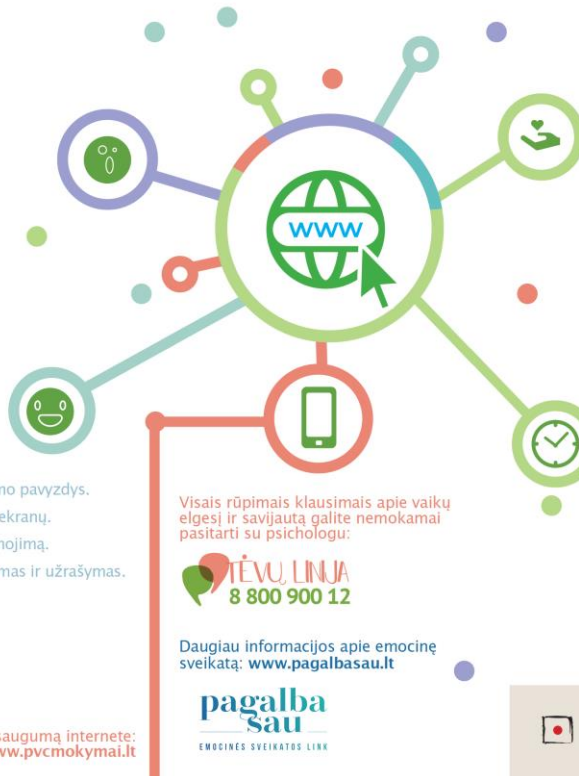 www
no pavyzdys.
ekranų.
nojimą.
mas ir užrašymas.
saugumą internete:
ww.pvcmokymai.lt
Visais rūpimais klausimais apie vaikų
elgesį ir savijautą galite nemokamai
pasitarti su psichologu:
TĖVŲ LINIJA
8 800 900 12
Daugiau informacijos apie emocinę
sveikatą: www.pagalbasau.lt
pagalba
sau
EMOCINĖS SVEIKATOS LINK